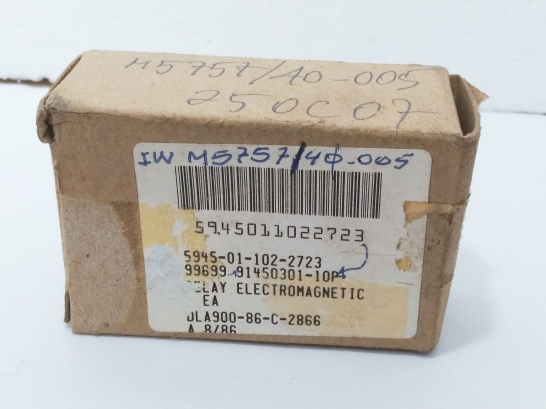 M5757/40-005
250C07
IW M5757/40-005
5945011022723
5945-01-102-2723
99699 91450301-10P
RELAY ELECTROMAGNETIC
EA
DLA900-86-C-2866
A 8/86